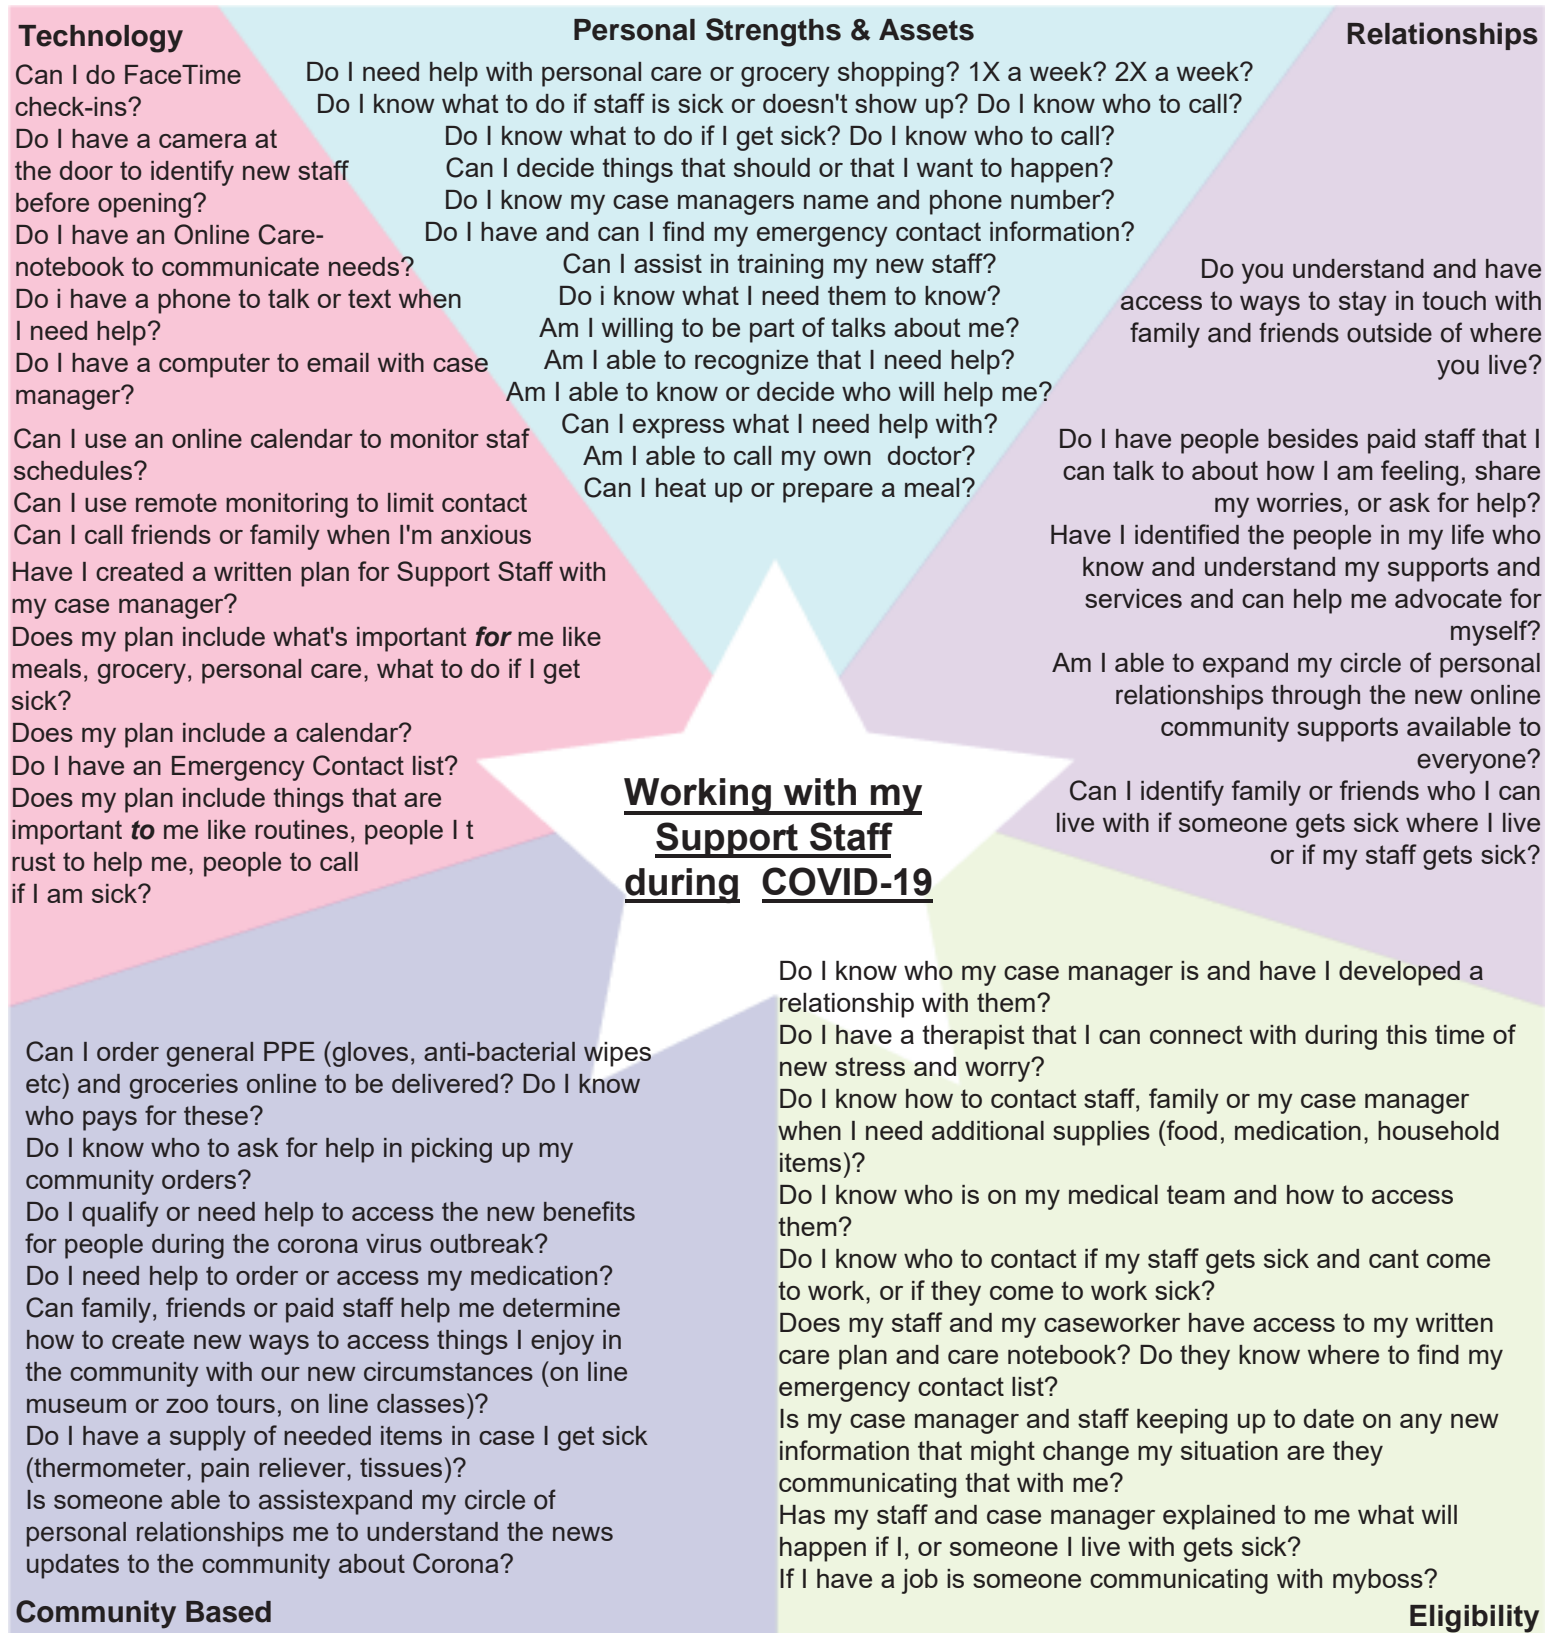 Technology
Can I do FaceTime
check-ins?
Do I have a camera at
the door to identify new staff
before opening?
Do I have an Online Care-
notebook to communicate needs?
Do i have a phone to talk or text when
I need help?
Do I have a computer to email with case
manager?
Can I use an online calendar to monitor staf
schedules?
Can I use remote monitoring to limit contact
Can I call friends or family when I'm anxious
Have I created a written plan for Support Staff with
my case manager?
Does my plan include what's important for me like
meals, grocery, personal care, what to do if I get
sick?
Does my plan include a calendar?
Do I have an Emergency Contact list?
Does my plan include things that are
important to me like routines, people I t
rust to help me, people to call
if I am sick?
Personal Strengths & Assets
Do I need help with personal care or grocery shopping? 1X a week? 2X a week?
Do I know what to do if staff is sick or doesn't show up? Do I know who to call?
Do I know what to do if I get sick? Do I know who to call?
Can I decide things that should or that I want to happen?
Do I know my case managers name and phone number?
Do I have and can I find my emergency contact information?
Can I assist in training my new staff?
Do i know what I need them to know?
Am I willing to be part of talks about me?
Am I able to recognize that I need help?
Am I able to know or decide who will help me?
Can I express what I need help with?
Am I able to call my own doctor?
Can I heat up or prepare a meal?
Relationships
Do you understand and have
access to ways to stay in touch with
family and friends outside of where
you live?
Do I have people besides paid staff that I
can talk to about how I am feeling, share
my worries, or ask for help?
Have I identified the people in my life who
know and understand my supports and
services and can help me advocate for
myself?
Am I able to expand my circle of personal
relationships through the new online
community supports available to
everyone?
Can I identify family or friends who I can
live with if someone gets sick where I live
or if my staff gets sick?
Working with my
Support Staff
during COVID-19
Can I order general PPE (gloves, anti-bacterial wipes
etc) and groceries online to be delivered? Do I know
who pays for these?
Do I know who to ask for help in picking up my
community orders?
Do I qualify or need help to access the new benefits
for people during the corona virus outbreak?
Do I need help to order or access my medication?
Can family, friends or paid staff help me determine
how to create new ways to access things I enjoy in
the community with our new circumstances (on line
museum or zoo tours, on line classes)?
Do I have a supply of needed items in case I get sick
(thermometer, pain reliever, tissues)?
Is someone able to assistexpand my circle of
personal relationships me to understand the news
updates to the community about Corona?
Community Based
Do I know who my case manager is and have I developed a
relationship with them?
Do I have a therapist that I can connect with during this time of
new stress and worry?
Do I know how to contact staff, family or my case manager
when I need additional supplies (food, medication, household
items)?
Do I know who is on my medical team and how to access
them?
Do I know who to contact if my staff gets sick and cant come
to work, or if they come to work sick?
Does my staff and my caseworker have access to my written
care plan and care notebook? Do they know where to find my
emergency contact list?
Is my case manager and staff keeping up to date on any new
information that might change my situation are they
communicating that with me?
Has my staff and case manager explained to me what will
happen if I, or someone I live with gets sick?
If I have a job is someone communicating with myboss?
Eligibility